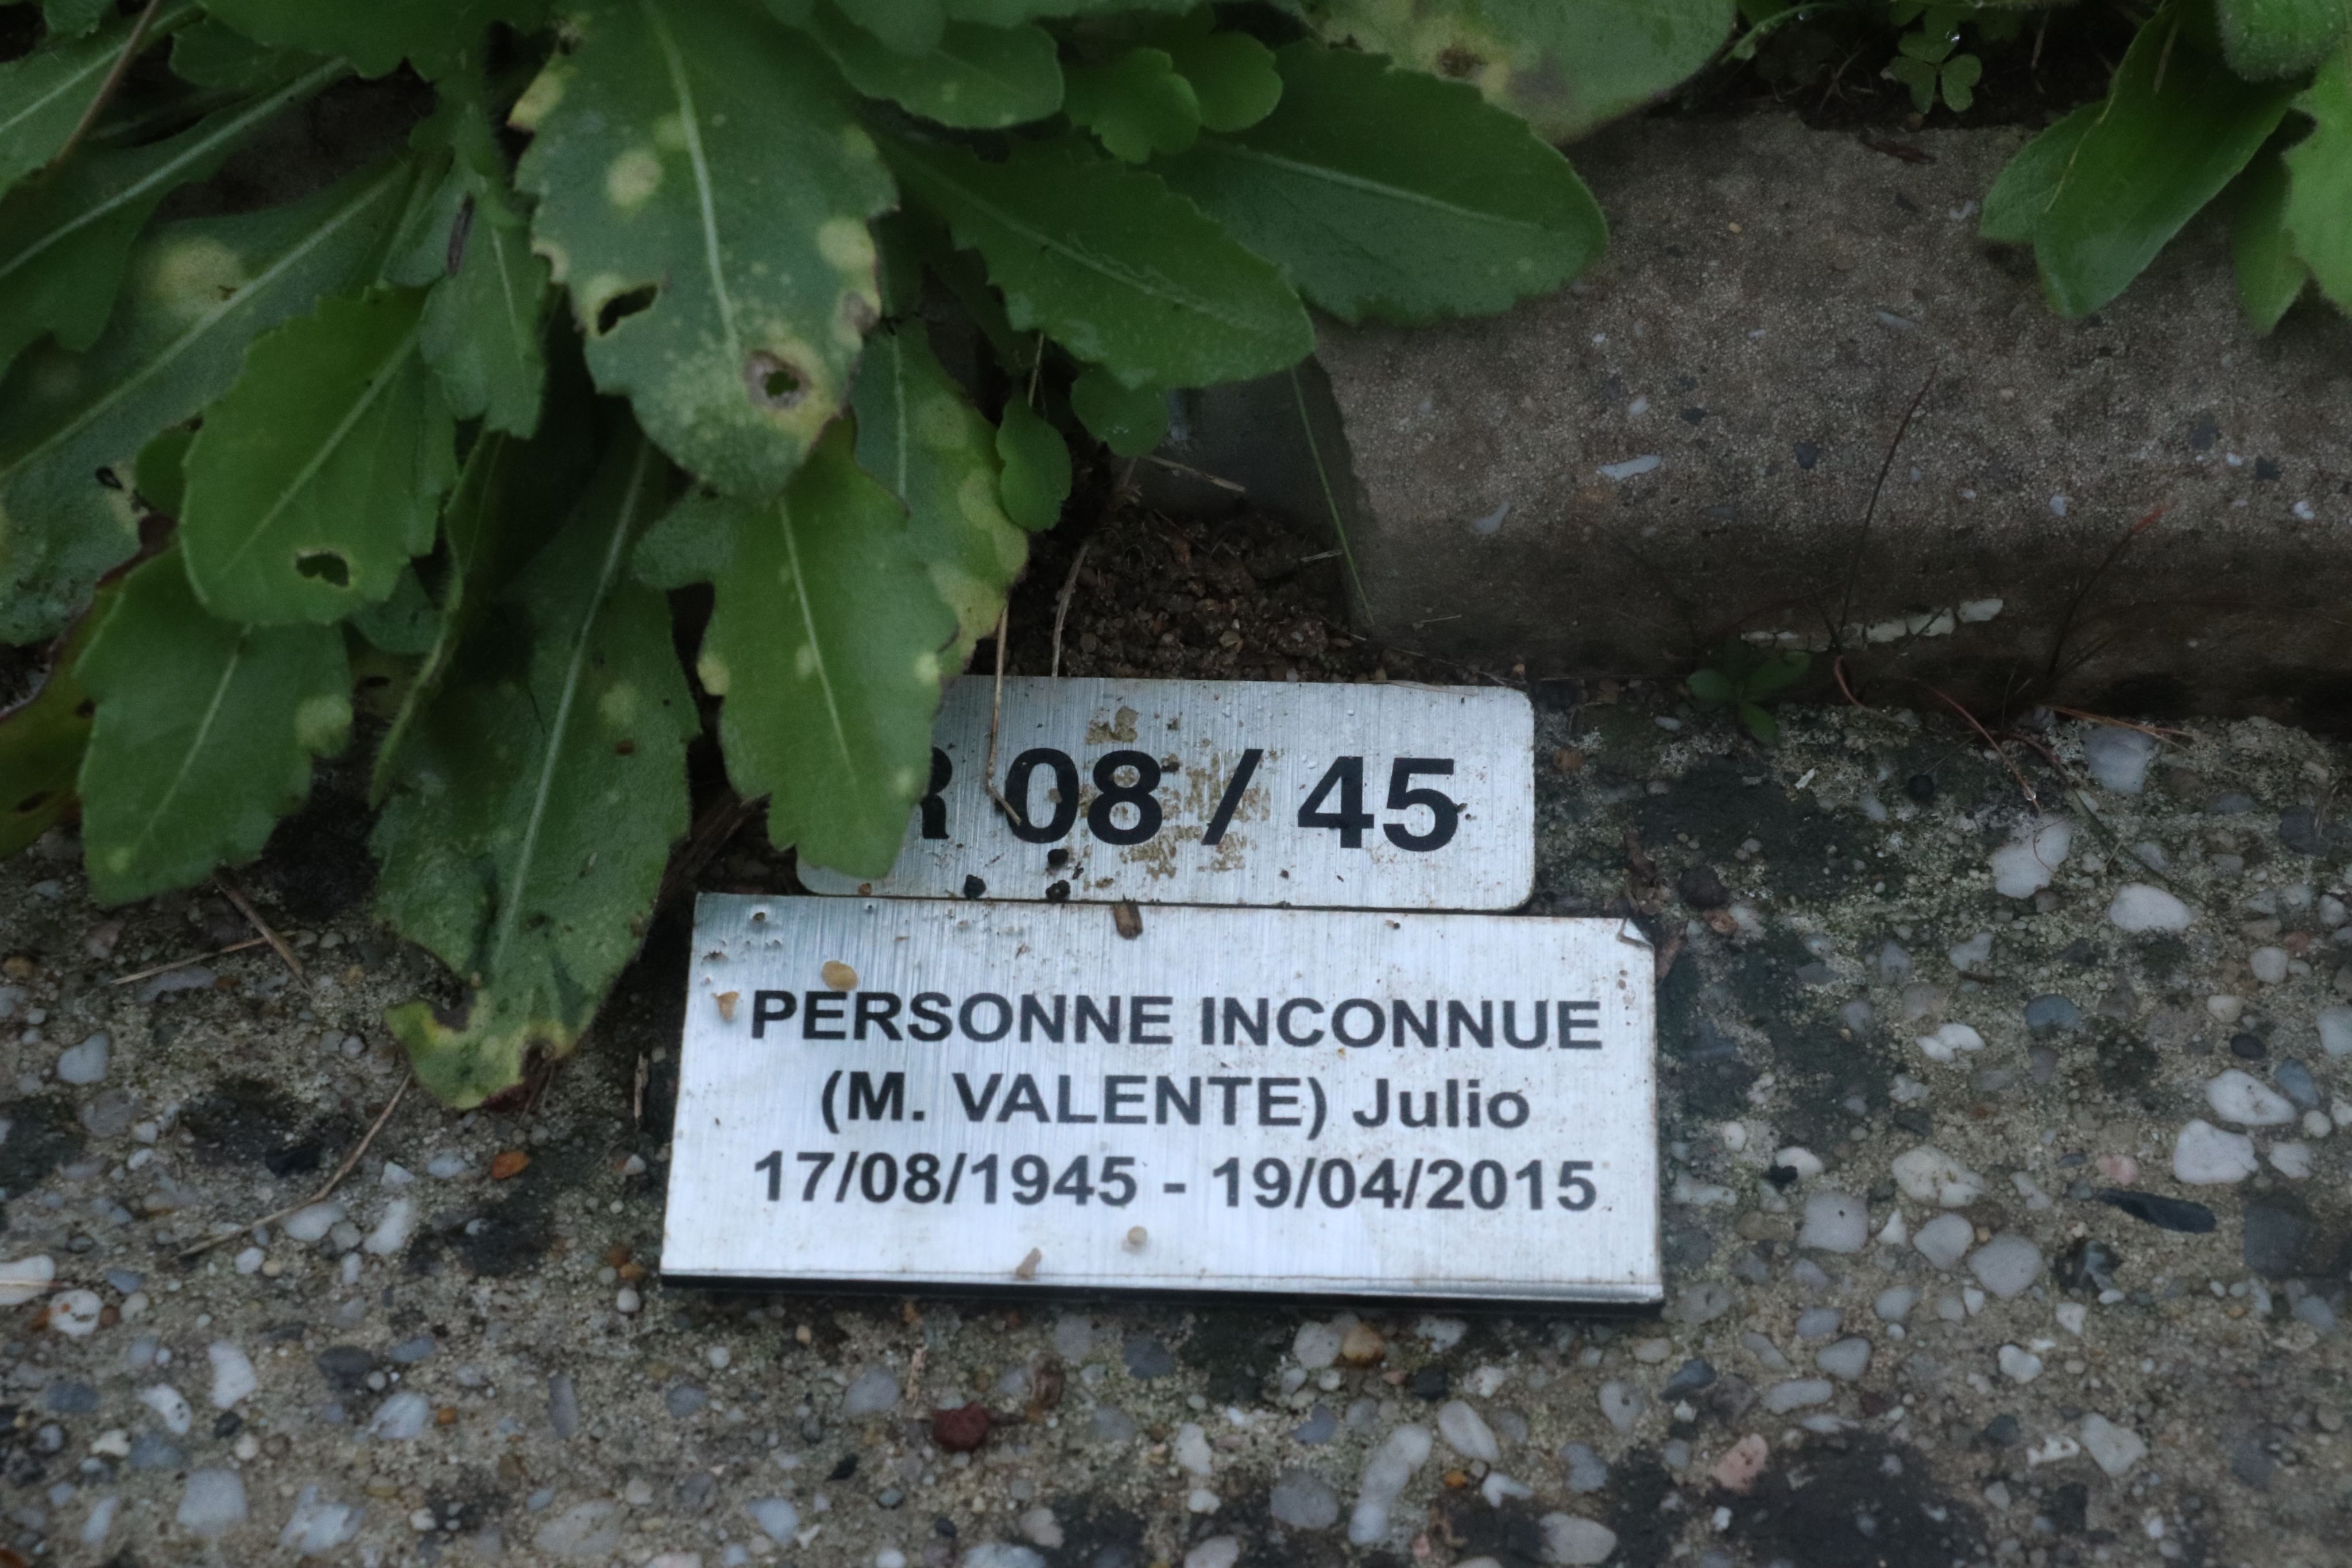 R 08 / 45
PERSONNE INCONNUE
(M. VALENTE) Julio
17/08/1945 - 19/04/2015